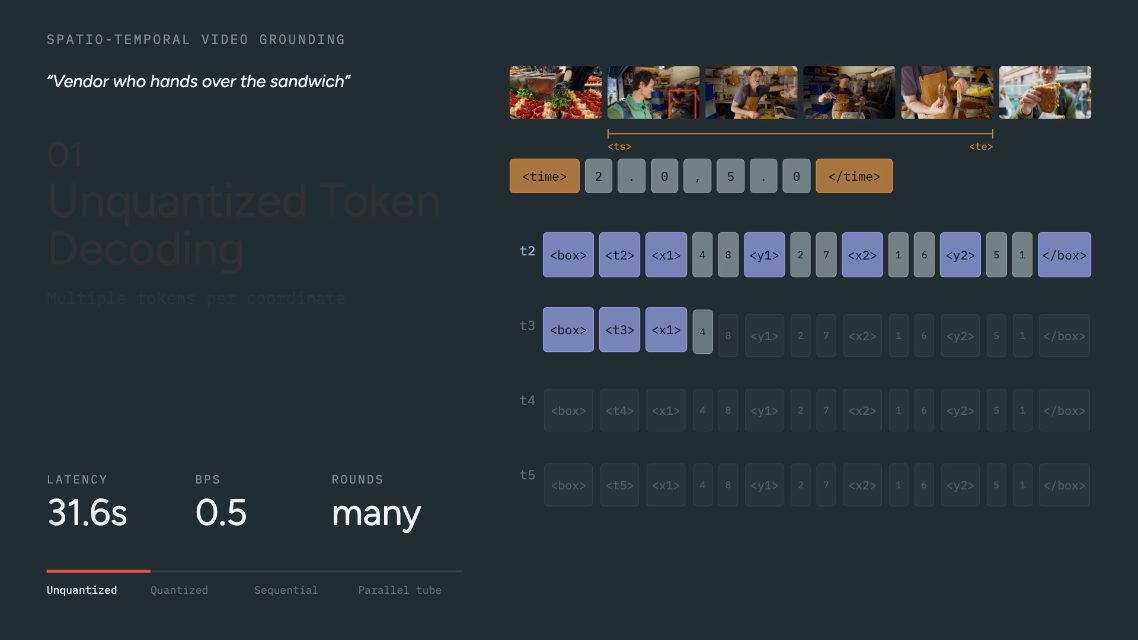 SPATIO-TEMPORAL VIDEO GROUNDING
“Vendor who hands over the sandwich”
01
Unquantized Token
Decoding
Multiple tokens per coordinate
LATENCY BPS ROUNDS
31.6s 0.5 many
Unquantized Quantized Sequential Parallel tube
<ts> <te>
<time> 2 . 0 , 5 . 0 </time>
t2 <box> <t2> <x1> 4 8 <y1> 2 7 <x2> 1 6 <y2> 5 1 </box>
t3 <box> <t3> <x1> 4 8 <y1> 2 7 <x2> 1 6 <y2> 5 1 </box>
t4 <box> <t4> <x1> 4 8 <y1> 2 7 <x2> 1 6 <y2> 5 1 </box>
t5 <box> <t5> <x1> 4 8 <y1> 2 7 <x2> 1 6 <y2> 5 1 </box>